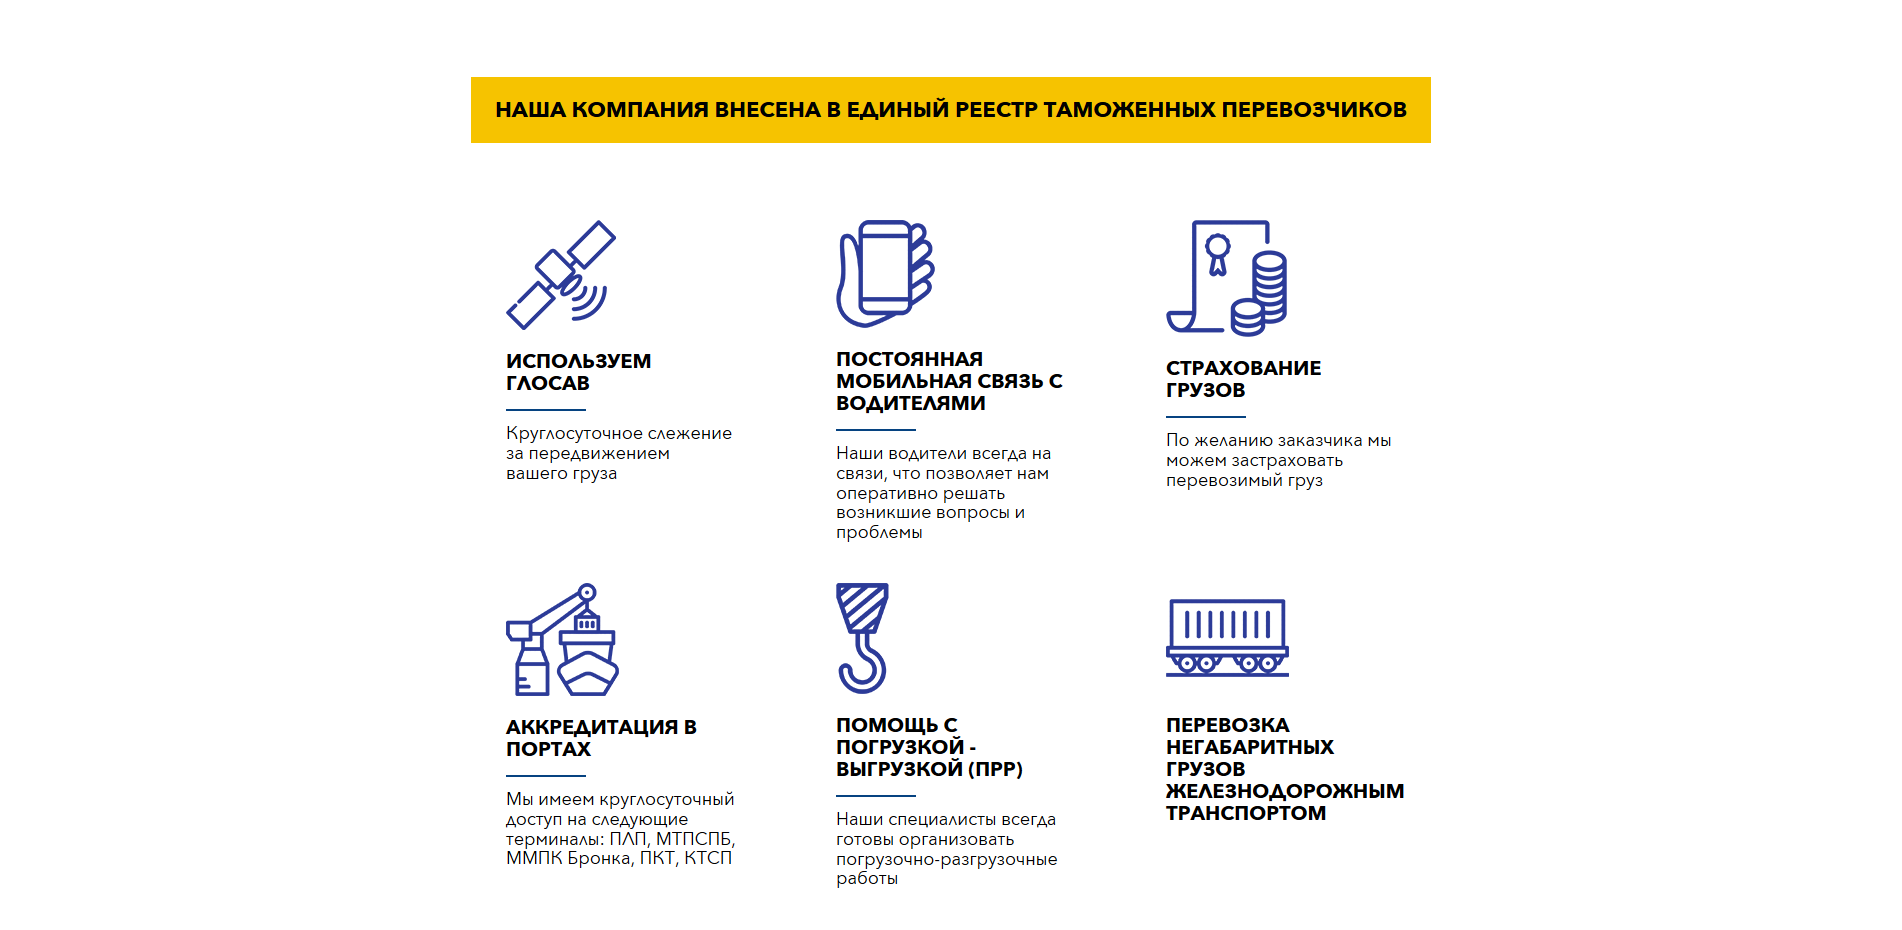 НАША КОМПАНИЯ ВНЕСЕНА В ЕДИНЫЙ РЕЕСТР ТАМОЖЕННЫХ ПЕРЕВОЗЧИКОВ
ИСПОЛЬЗУЕМ
ГЛОСАВ
Круглосуточное слежение
за передвижением
вашего груза
ПОСТОЯННАЯ
МОБИЛЬНАЯ СВЯЗЬ С
ВОДИТЕЛЯМИ
Наши водители всегда на
связи, что позволяет нам
оперативно решать
возникшие вопросы и
проблемы
СТРАХОВАНИЕ
ГРУЗОВ
По желанию заказчика мы
можем застраховать
перевозимый груз
АККРЕДИТАЦИЯ В
ПОРТАХ
Мы имеем круглосуточный
доступ на следующие
терминалы: ПЛП, МТПСПБ,
ММПК Бронка, ПКТ, КТСП
ПОМОЩЬ С
ПОГРУЗКОЙ -
ВЫГРУЗКОЙ (ПРР)
Наши специалисты всегда
готовы организовать
погрузочно-разгрузочные
работы
ПЕРЕВОЗКА
НЕГАБАРИТНЫХ
ГРУЗОВ
ЖЕЛЕЗНОДОРОЖНЫМ
ТРАНСПОРТОМ